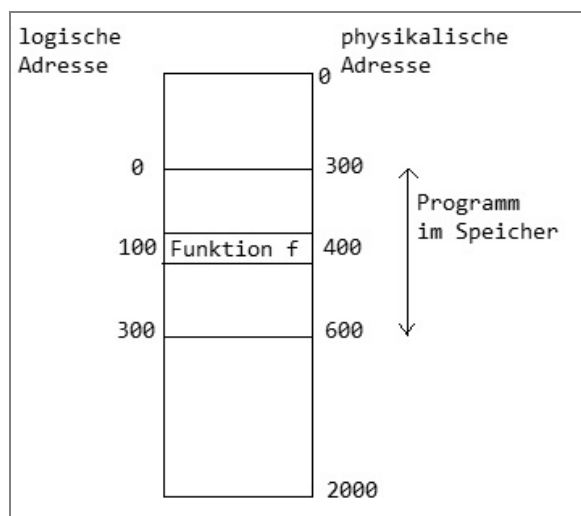 logische
Adresse
physikalische
Adresse
0
0
300
Programm
im Speicher
100
Funktion f
400
300
600
2000